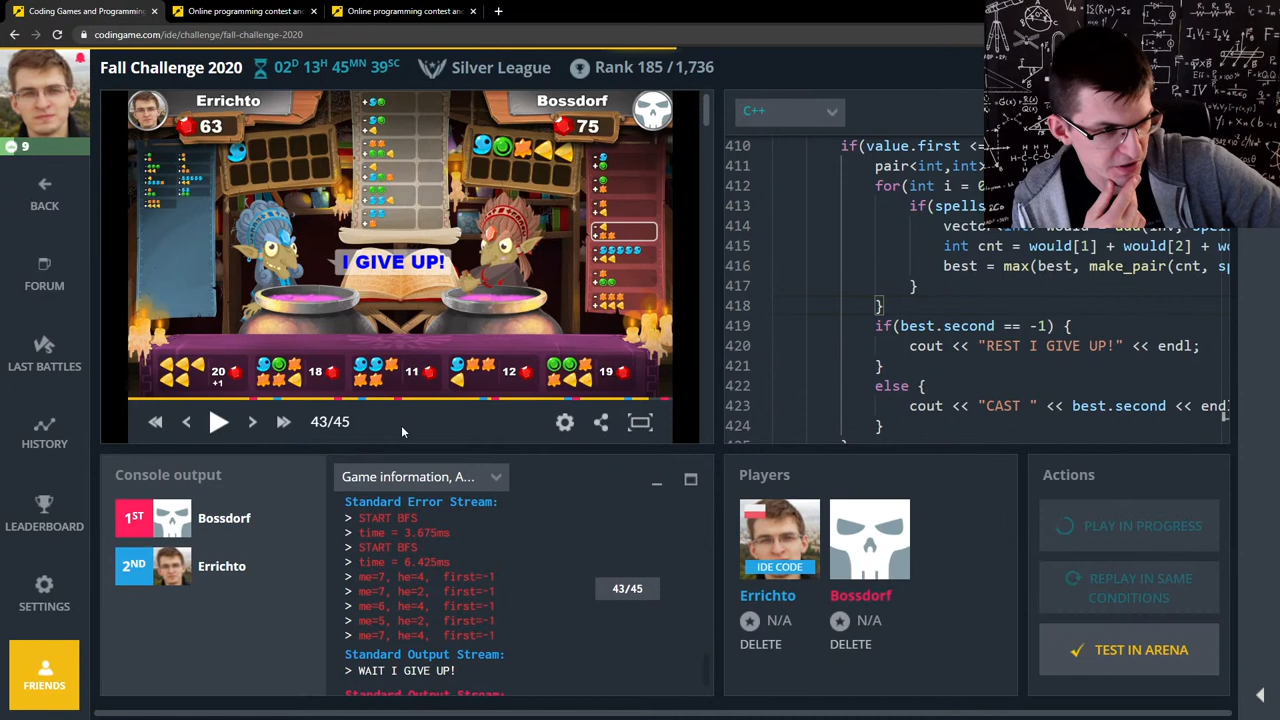 Coding Games and Programming
Online programming contest and
Online programming contest and
codingame.com/ide/challenge/fall-challenge-2020
Fall Challenge 2020
02D 13H 45MN 39SC
Silver League
Rank 185 / 1,736
9
BACK
FORUM
LAST BATTLES
HISTORY
LEADERBOARD
SETTINGS
FRIENDS
Errichto
63
Bossdorf
75
I GIVE UP!
20
+1
18
11
12
19
43/45
C++
410 if(value.first <=
411 pair<int,int>
412 for(int i = 0
413 if(spells
414 vector
415 int cnt = would[1] + would[2] + wo
416 best = max(best, make_pair(cnt, sp
417 }
418 }
419 if(best.second == -1) {
420 cout << "REST I GIVE UP!" << endl;
421 }
422 else {
423 cout << "CAST " << best.second << endl
424 }
Console output
1ST Bossdorf
2ND Errichto
Game information, A...
Standard Error Stream:
> START BFS
> time = 3.675ms
> START BFS
> time = 6.425ms
> me=7, he=4, first=-1
> me=7, he=2, first=-1
> me=6, he=4, first=-1
> me=5, he=2, first=-1
> me=7, he=4, first=-1
Standard Output Stream:
> WAIT I GIVE UP!
Standard Output Stream:
43/45
Players
IDE CODE
Errichto
N/A
DELETE
Bossdorf
N/A
DELETE
Actions
PLAY IN PROGRESS
REPLAY IN SAME
CONDITIONS
TEST IN ARENA